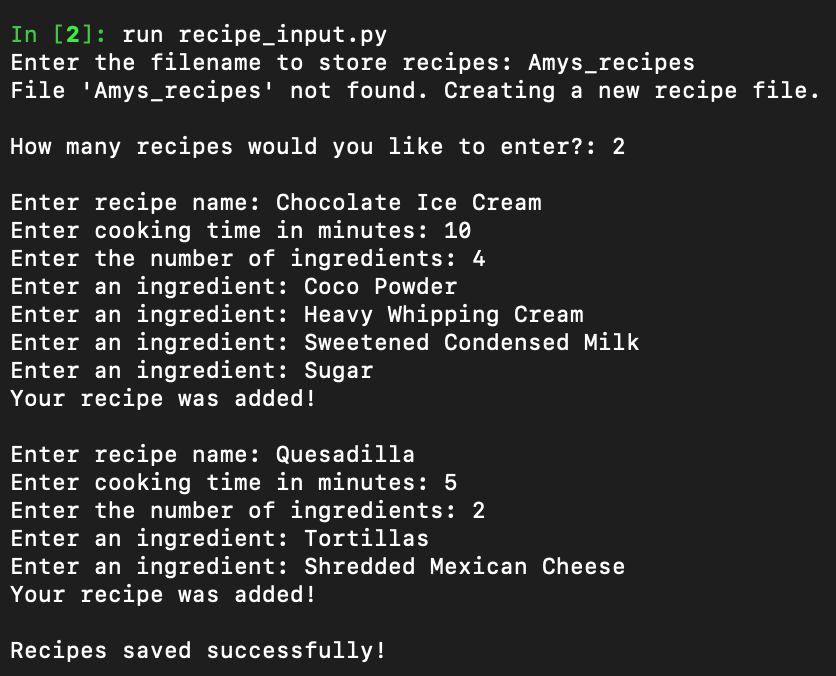 In [2]: run recipe_input.py
Enter the filename to store recipes: Amys_recipes
File 'Amys_recipes' not found. Creating a new recipe file.
How many recipes would you like to enter?: 2
Enter recipe name: Chocolate Ice Cream
Enter cooking time in minutes: 10
Enter the number of ingredients: 4
Enter an ingredient: Coco Powder
Enter an ingredient: Heavy Whipping Cream
Enter an ingredient: Sweetened Condensed Milk
Enter an ingredient: Sugar
Your recipe was added!
Enter recipe name: Quesadilla
Enter cooking time in minutes: 5
Enter the number of ingredients: 2
Enter an ingredient: Tortillas
Enter an ingredient: Shredded Mexican Cheese
Your recipe was added!
Recipes saved successfully!